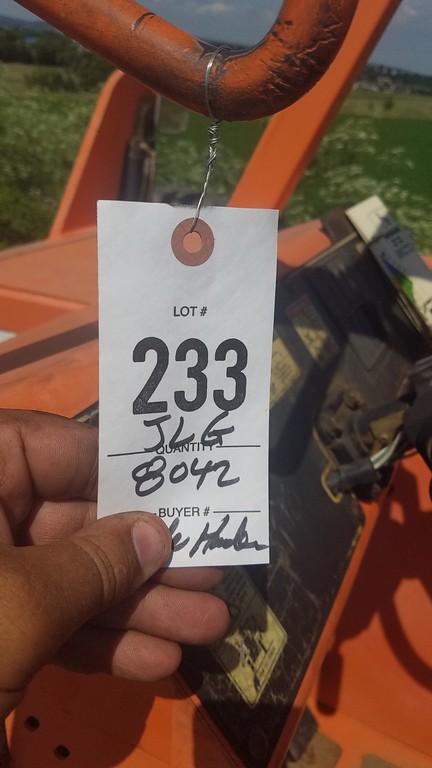 LOT #
233
JLG
QUANTITY
8042
BUYER #